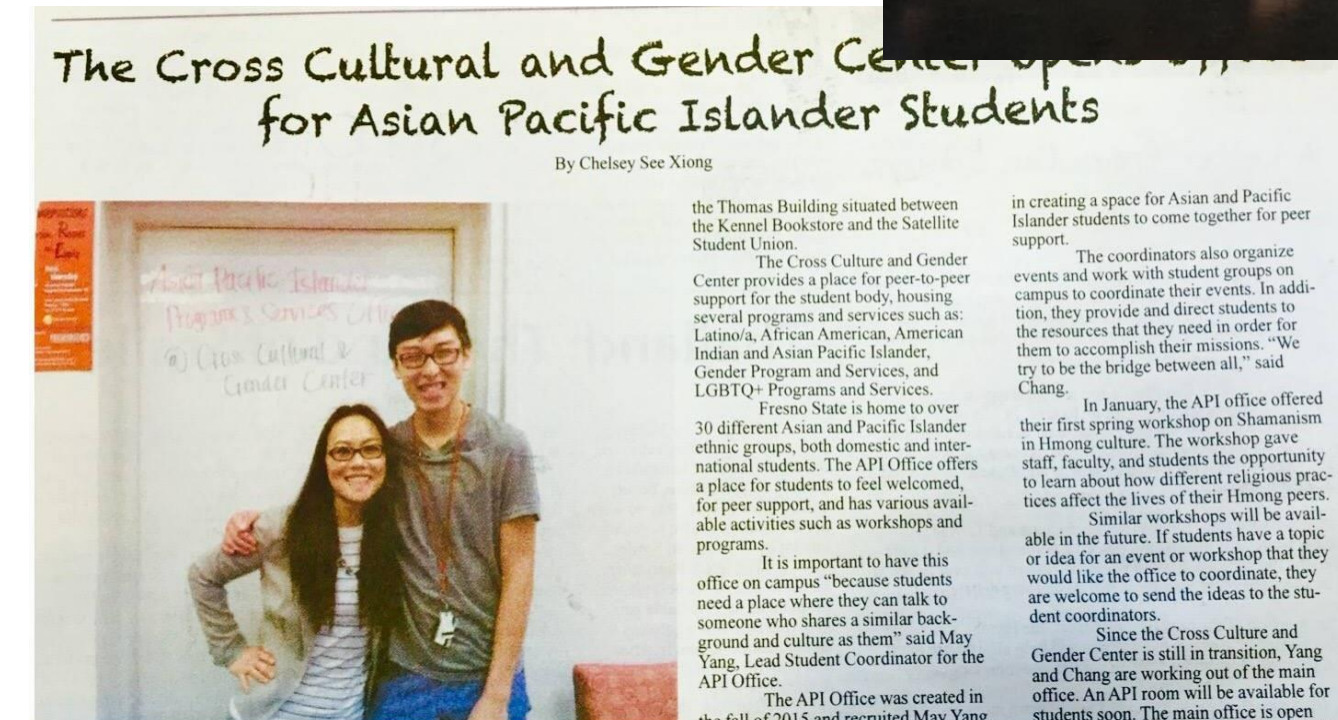 The Cross Cultural and Gender Center Opens
for Asian Pacific Islander Students
By Chelsey See Xiong
Asian Pacific Islander
Programs & Services
@ Cross Cultural &
Gender Center
the Thomas Building situated between
the Kennel Bookstore and the Satellite
Student Union.
The Cross Culture and Gender
Center provides a place for peer-to-peer
support for the student body, housing
several programs and services such as:
Latino/a, African American, American
Indian and Asian Pacific Islander,
Gender Program and Services, and
LGBTQ+ Programs and Services.
Fresno State is home to over
30 different Asian and Pacific Islander
ethnic groups, both domestic and inter-
national students. The API Office offers
a place for students to feel welcomed,
for peer support, and has various avail-
able activities such as workshops and
programs.
It is important to have this
office on campus “because students
need a place where they can talk to
someone who shares a similar back-
ground and culture as them” said May
Yang, Lead Student Coordinator for the
API Office.
The API Office was created in
the fall of 2015 and recruited May Yang
in creating a space for Asian and Pacific
Islander students to come together for peer
support.
The coordinators also organize
events and work with student groups on
campus to coordinate their events. In addi-
tion, they provide and direct students to
the resources that they need in order for
them to accomplish their missions. “We
try to be the bridge between all,” said
Chang.
In January, the API office offered
their first spring workshop on Shamanism
in Hmong culture. The workshop gave
staff, faculty, and students the opportunity
to learn about how different religious prac-
tices affect the lives of their Hmong peers.
Similar workshops will be avail-
able in the future. If students have a topic
or idea for an event or workshop that they
would like the office to coordinate, they
are welcome to send the ideas to the stu-
dent coordinators.
Since the Cross Culture and
Gender Center is still in transition, Yang
and Chang are working out of the main
office. An API room will be available for
students soon. The main office is open